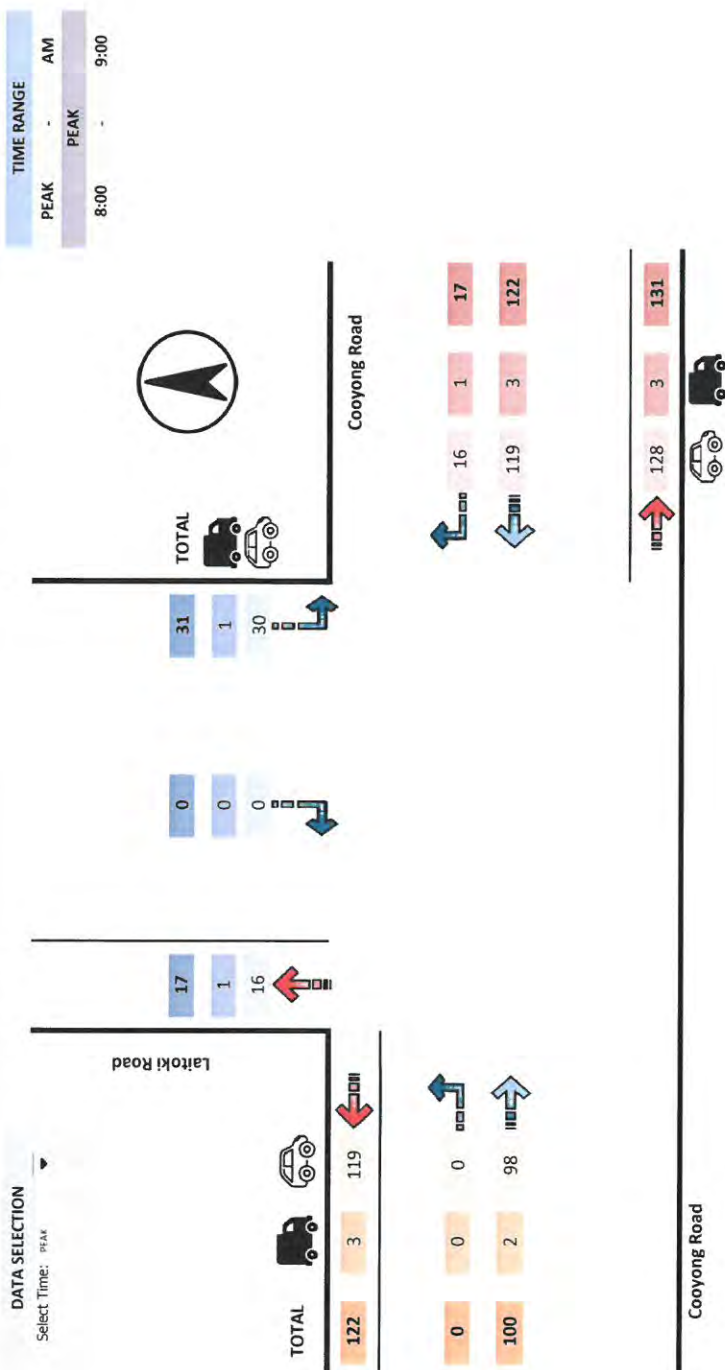 DATA SELECTION
Select Time: PEAK
TIME RANGE
PEAK - AM
PEAK
8:00 - 9:00
Laitoki Road
17
1
16
0
0
0
31
1
30
TOTAL
Cooyong Road
TOTAL
122 3 119
0 0 0
100 2 98
16 1 17
119 3 122
128 3 131
Cooyong Road